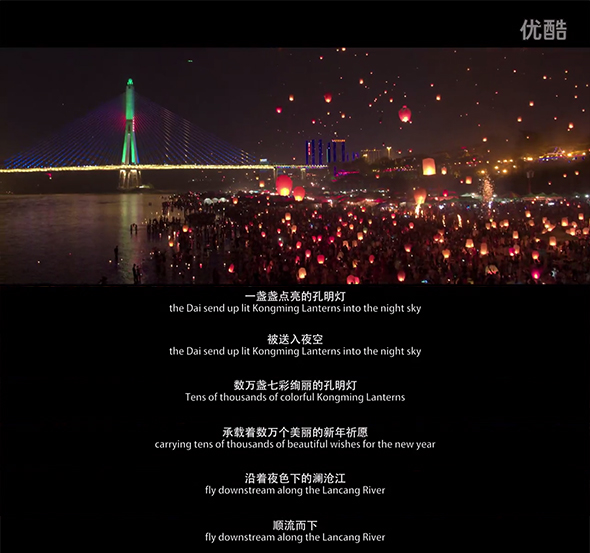 优酷
一盏盏点亮的孔明灯
the Dai send up lit Kongming Lanterns into the night sky
被送入夜空
the Dai send up lit Kongming Lanterns into the night sky
数万盏七彩绚丽的孔明灯
Tens of thousands of colorful Kongming Lanterns
承载着数万个美丽的新年祈愿
carrying tens of thousands of beautiful wishes for the new year
沿着夜色下的澜沧江
fly downstream along the Lancang River
顺流而下
fly downstream along the Lancang River